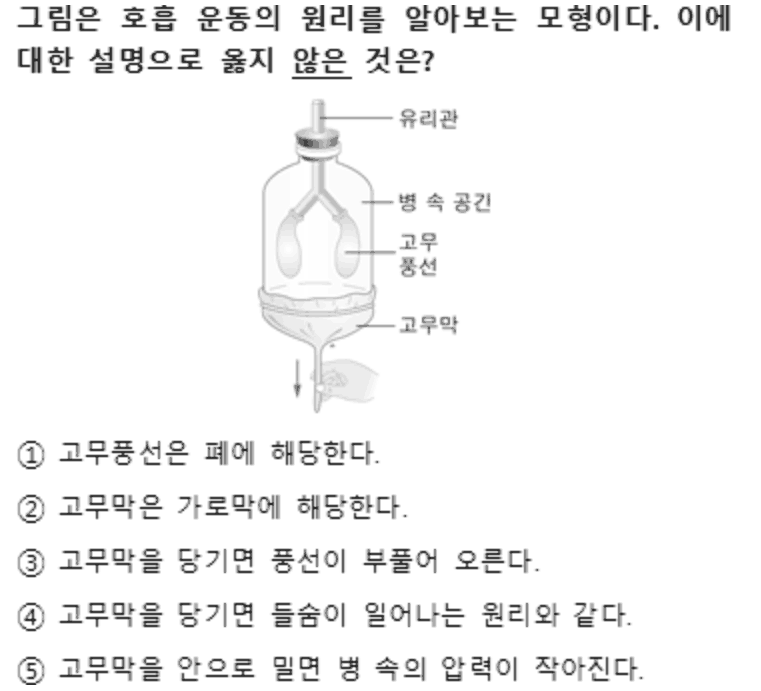 그림은 호흡 운동의 원리를 알아보는 모형이다. 이에
대한 설명으로 옳지 않은 것은?
유리관
병 속 공간
고무
풍선
고무막
① 고무풍선은 폐에 해당한다.
② 고무막은 가로막에 해당한다.
③ 고무막을 당기면 풍선이 부풀어 오른다.
④ 고무막을 당기면 들숨이 일어나는 원리와 같다.
⑤ 고무막을 안으로 밀면 병 속의 압력이 작아진다.